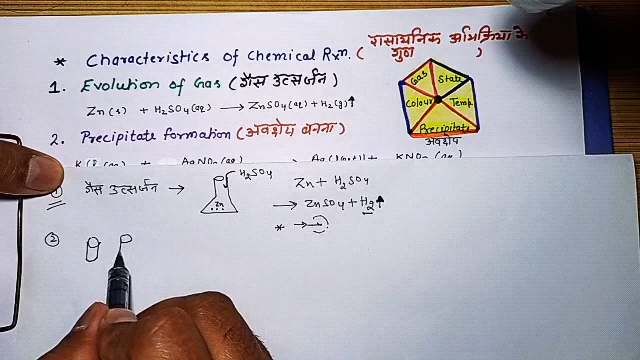 * Characteristics of Chemical Rxn. (रासायनिक अभिक्रिया के गुण)
1. Evolution of Gas (गैस उत्सर्जन)
Zn(s) + H₂SO₄(aq) → ZnSO₄(aq) + H₂(g)↑
2. Precipitate formation (अवक्षेप बनना)
Gas
State
Colour
Temp.
Precipitate
अवक्षेप
① गैस उत्सर्जन →
H₂SO₄
Zn
Zn + H₂SO₄
→ ZnSO₄ + H₂↑
* →
②